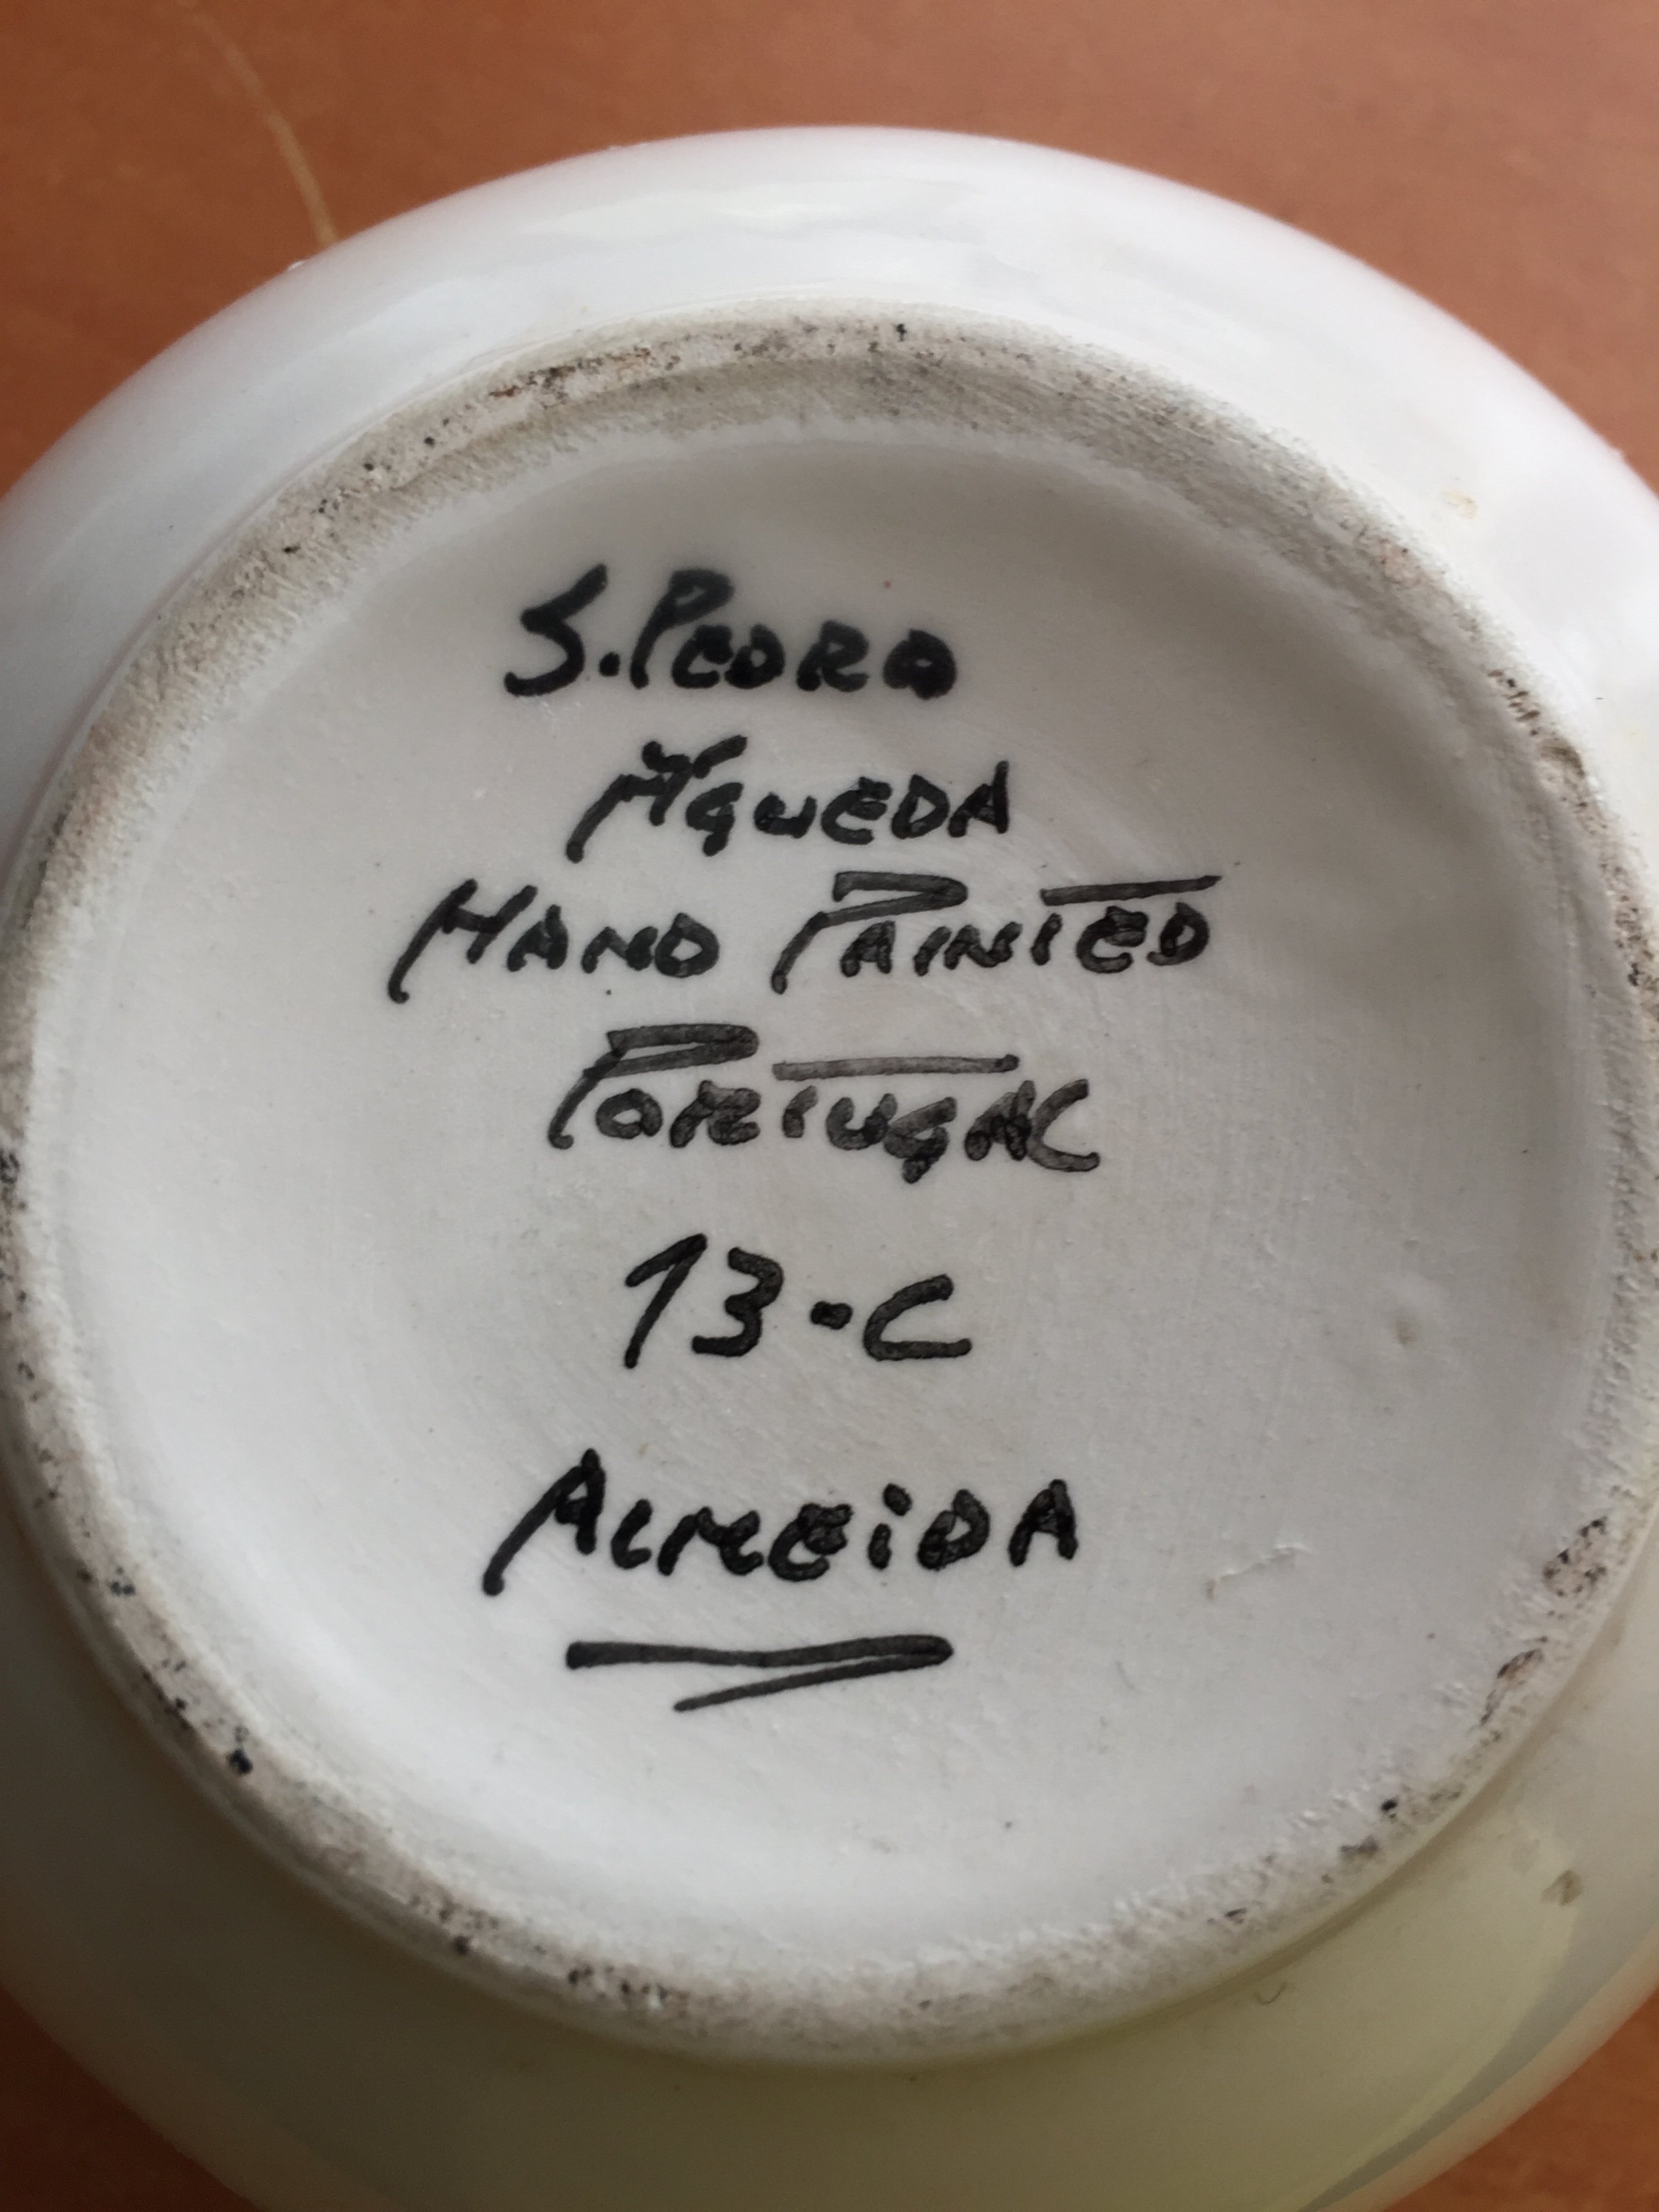 S. PEDRO
ÁGUEDA
HAND PAINTED
PORTUGAL
13-C
ALMEIDA